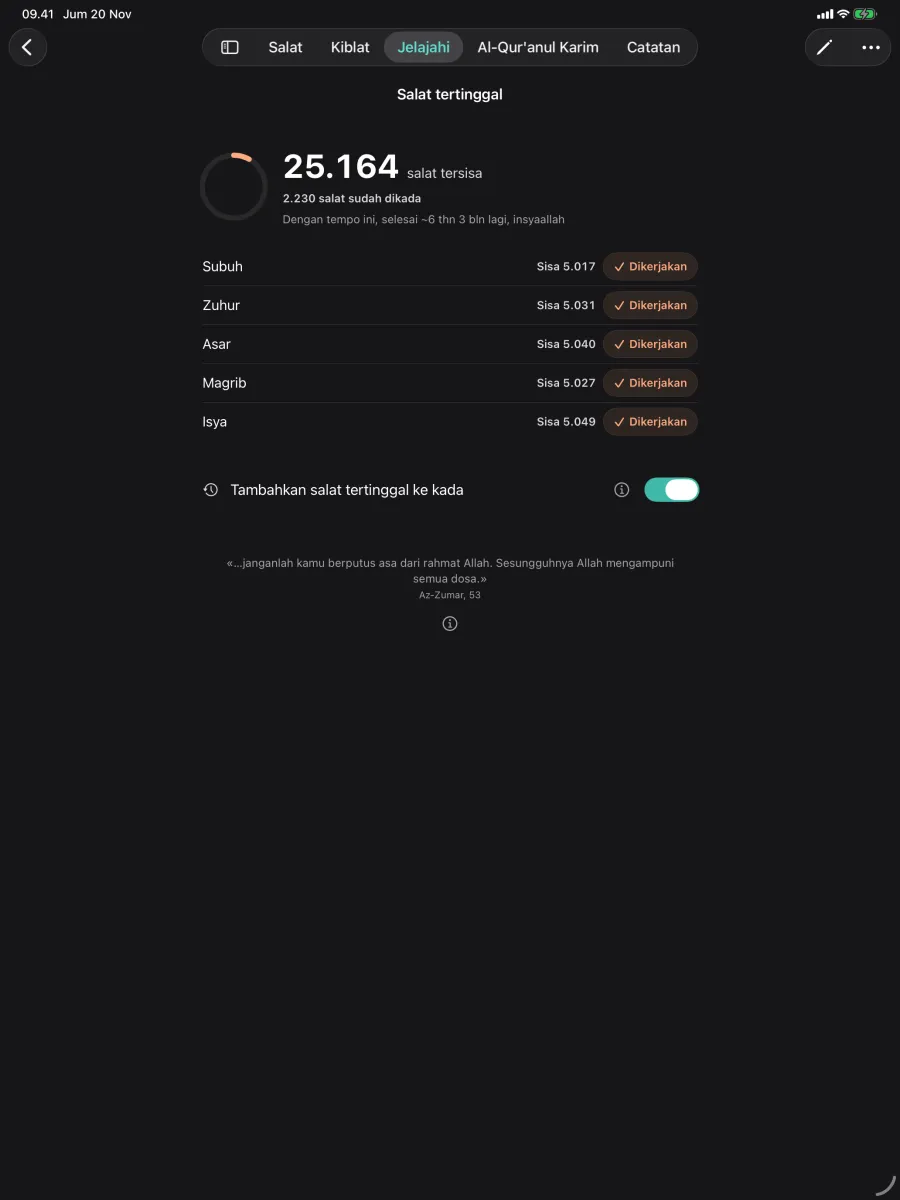 09.41 Jum 20 Nov
Salat Kiblat Jelajahi Al-Qur'anul Karim Catatan
Salat tertinggal
25.164 salat tersisa
2.230 salat sudah dikada
Dengan tempo ini, selesai ~6 thn 3 bln lagi, insyaallah
Subuh Sisa 5.017 ✓ Dikerjakan
Zuhur Sisa 5.031 ✓ Dikerjakan
Asar Sisa 5.040 ✓ Dikerjakan
Magrib Sisa 5.027 ✓ Dikerjakan
Isya Sisa 5.049 ✓ Dikerjakan
Tambahkan salat tertinggal ke kada
«...janganlah kamu berputus asa dari rahmat Allah. Sesungguhnya Allah mengampuni
semua dosa.»
Az-Zumar, 53